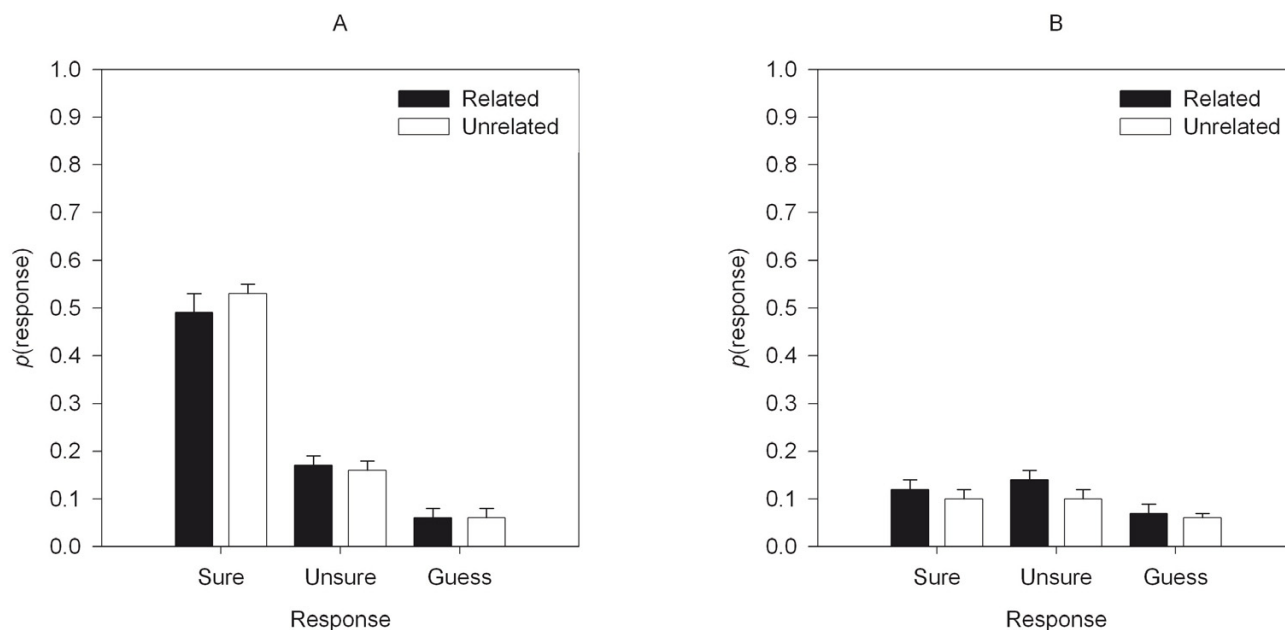 A
1.0
0.9
0.8
0.7
0.6
0.5
0.4
0.3
0.2
0.1
0.0
p(response)
Related
Unrelated
Sure Unsure Guess
Response
B
1.0
0.9
0.8
0.7
0.6
0.5
0.4
0.3
0.2
0.1
0.0
p(response)
Related
Unrelated
Sure Unsure Guess
Response